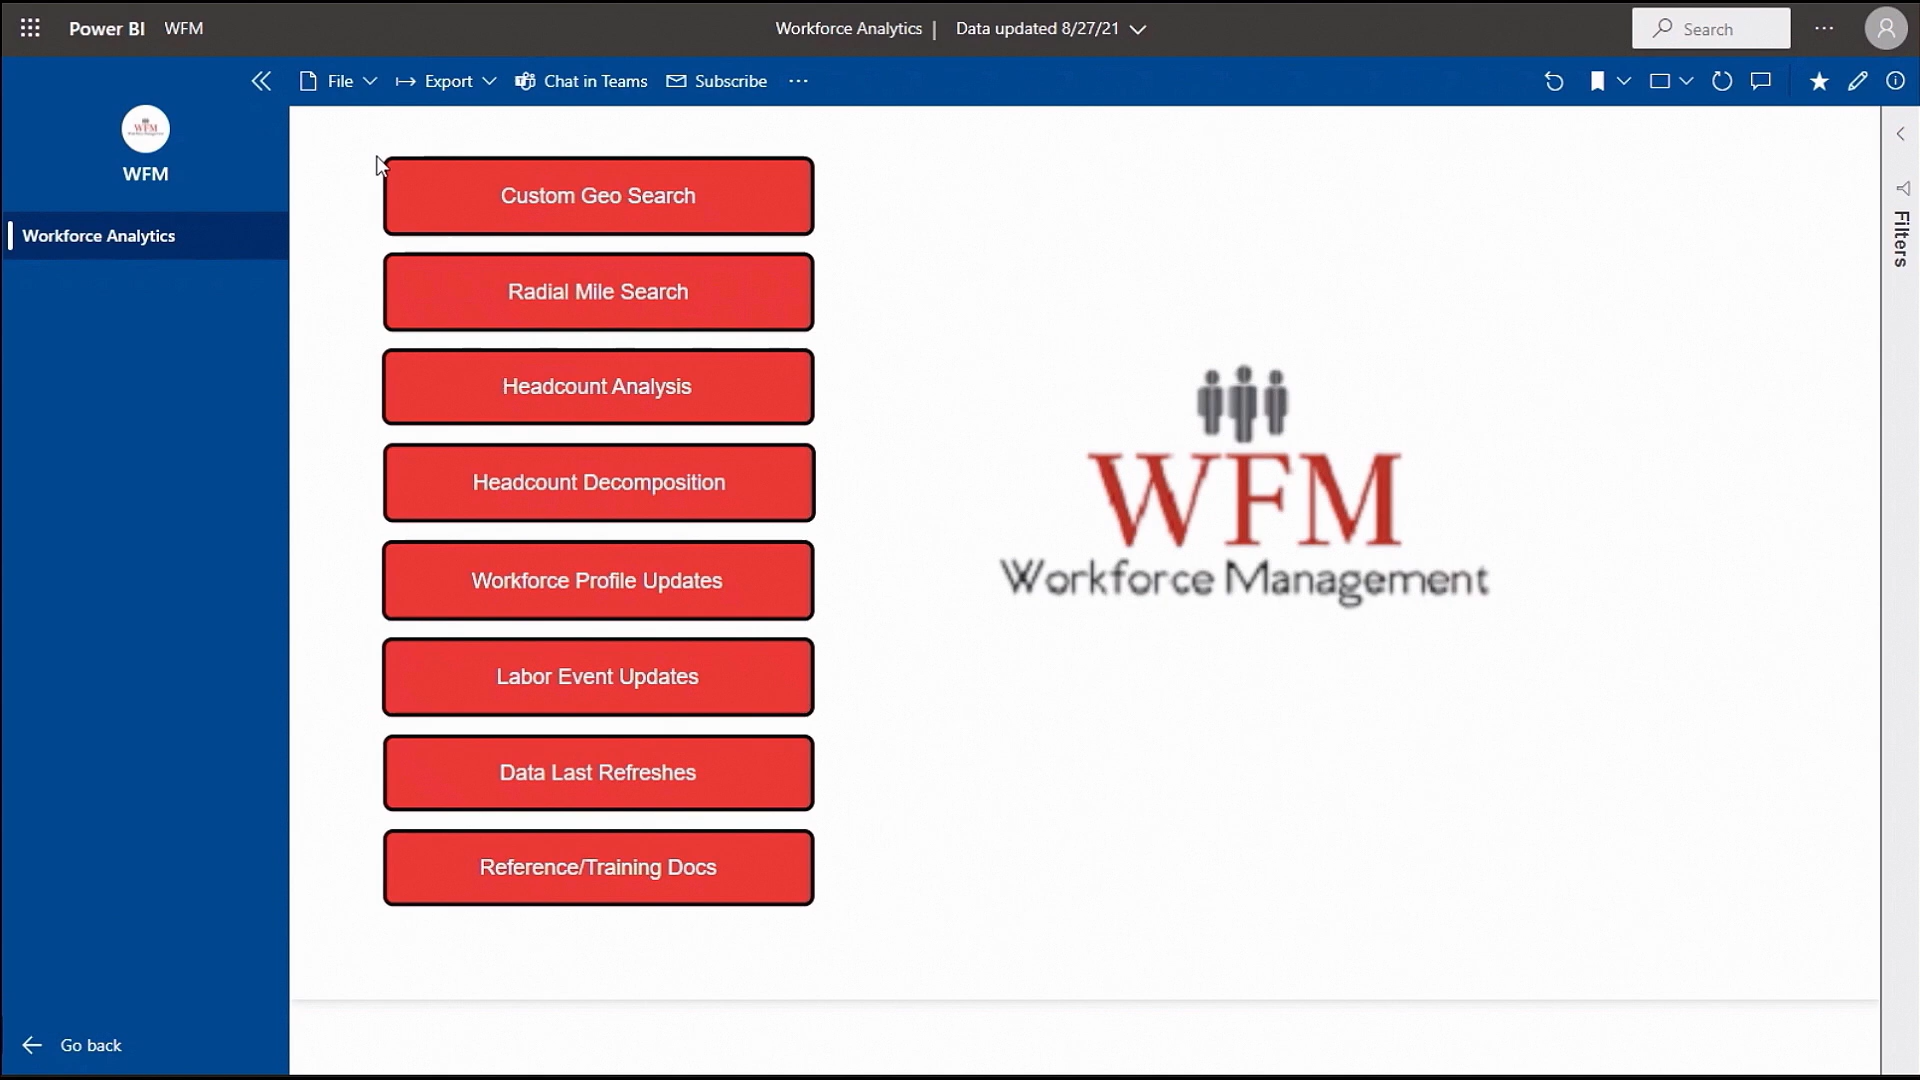 Power BI WFM
Workforce Analytics | Data updated 8/27/21
Search
File
Export
Chat in Teams
Subscribe
WFM
Workforce Analytics
Custom Geo Search
Radial Mile Search
Headcount Analysis
Headcount Decomposition
Workforce Profile Updates
Labor Event Updates
Data Last Refreshes
Reference/Training Docs
WFM
Workforce Management
Filters
Go back